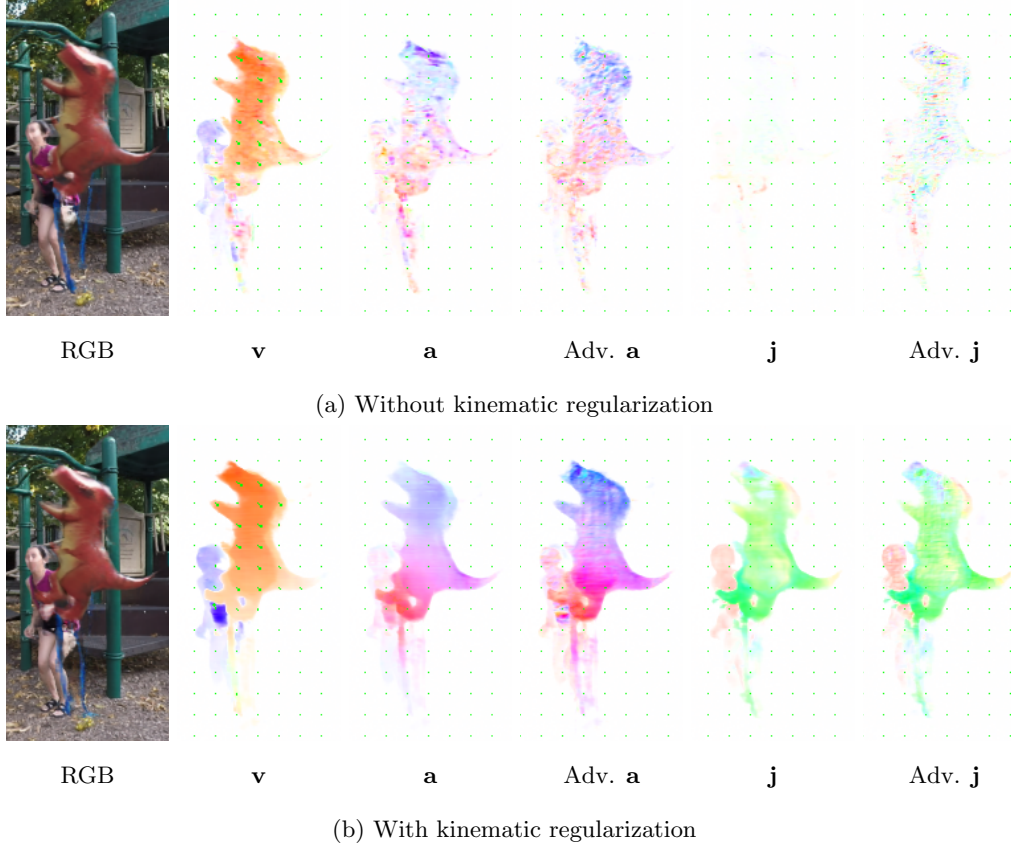 RGB v a Adv. a j Adv. j
(a) Without kinematic regularization
RGB v a Adv. a j Adv. j
(b) With kinematic regularization